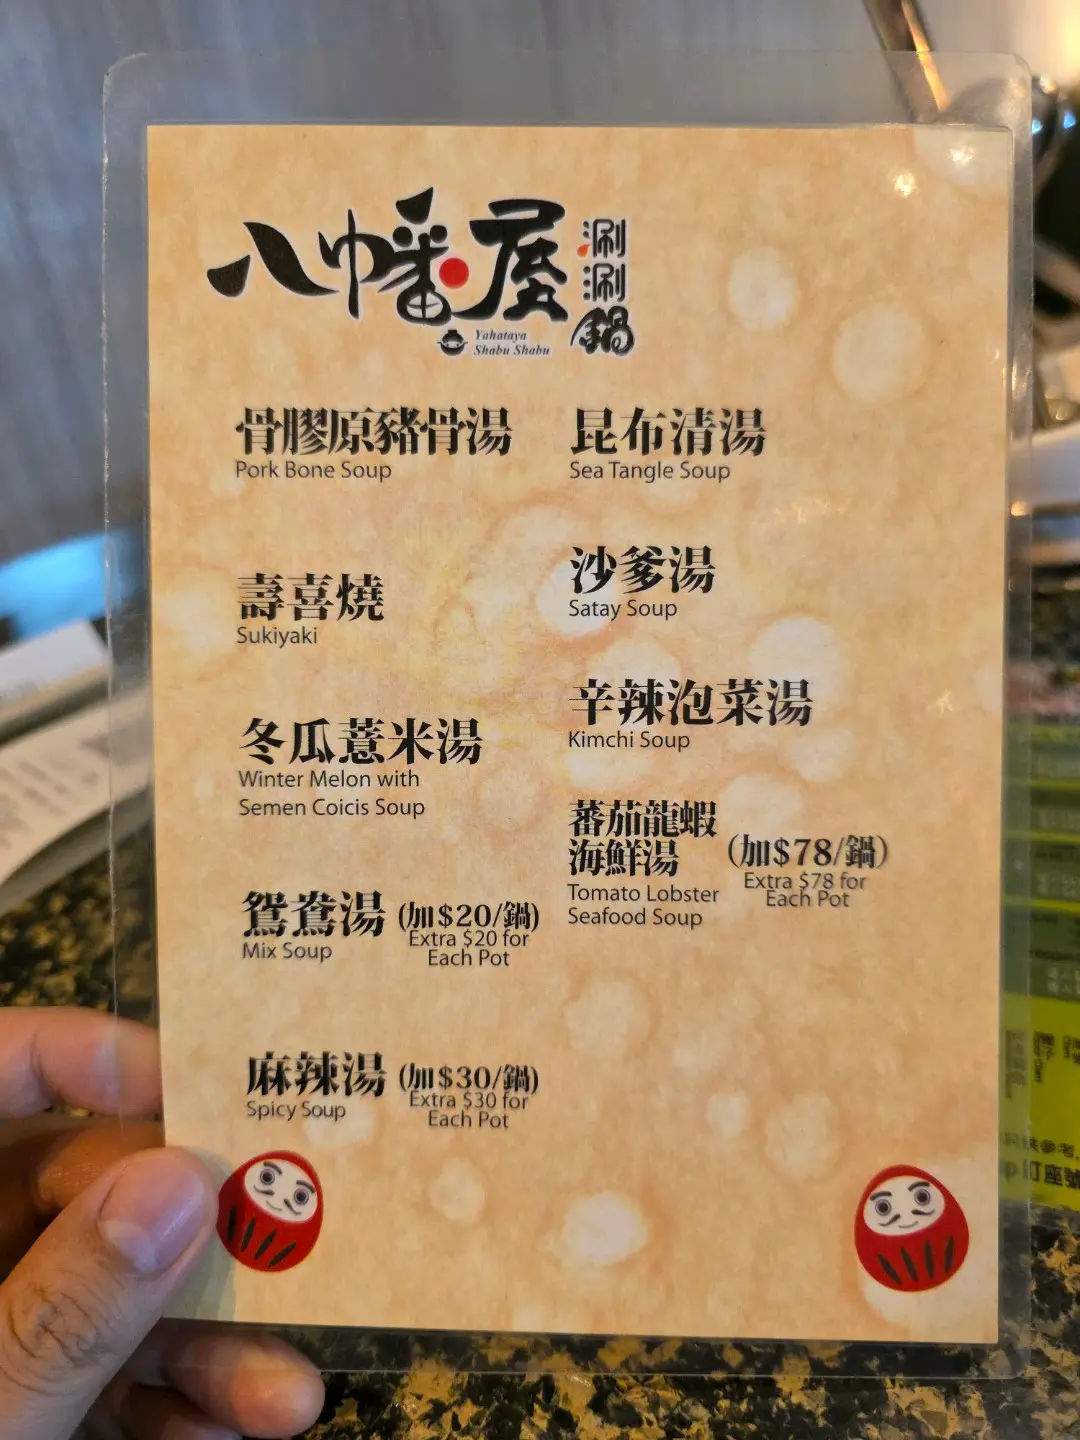 八幡屋
涮涮鍋
Yahataya
Shabu Shabu
骨膠原豬骨湯
Pork Bone Soup
壽喜燒
Sukiyaki
冬瓜薏米湯
Winter Melon with
Semen Coicis Soup
鴛鴦湯 (加$20/鍋)
Mix Soup
Extra $20 for
Each Pot
麻辣湯 (加$30/鍋)
Spicy Soup
Extra $30 for
Each Pot
昆布清湯
Sea Tangle Soup
沙爹湯
Satay Soup
辛辣泡菜湯
Kimchi Soup
蕃茄龍蝦
海鮮湯
(加$78/鍋)
Tomato Lobster
Seafood Soup
Extra $78 for
Each Pot
訂座